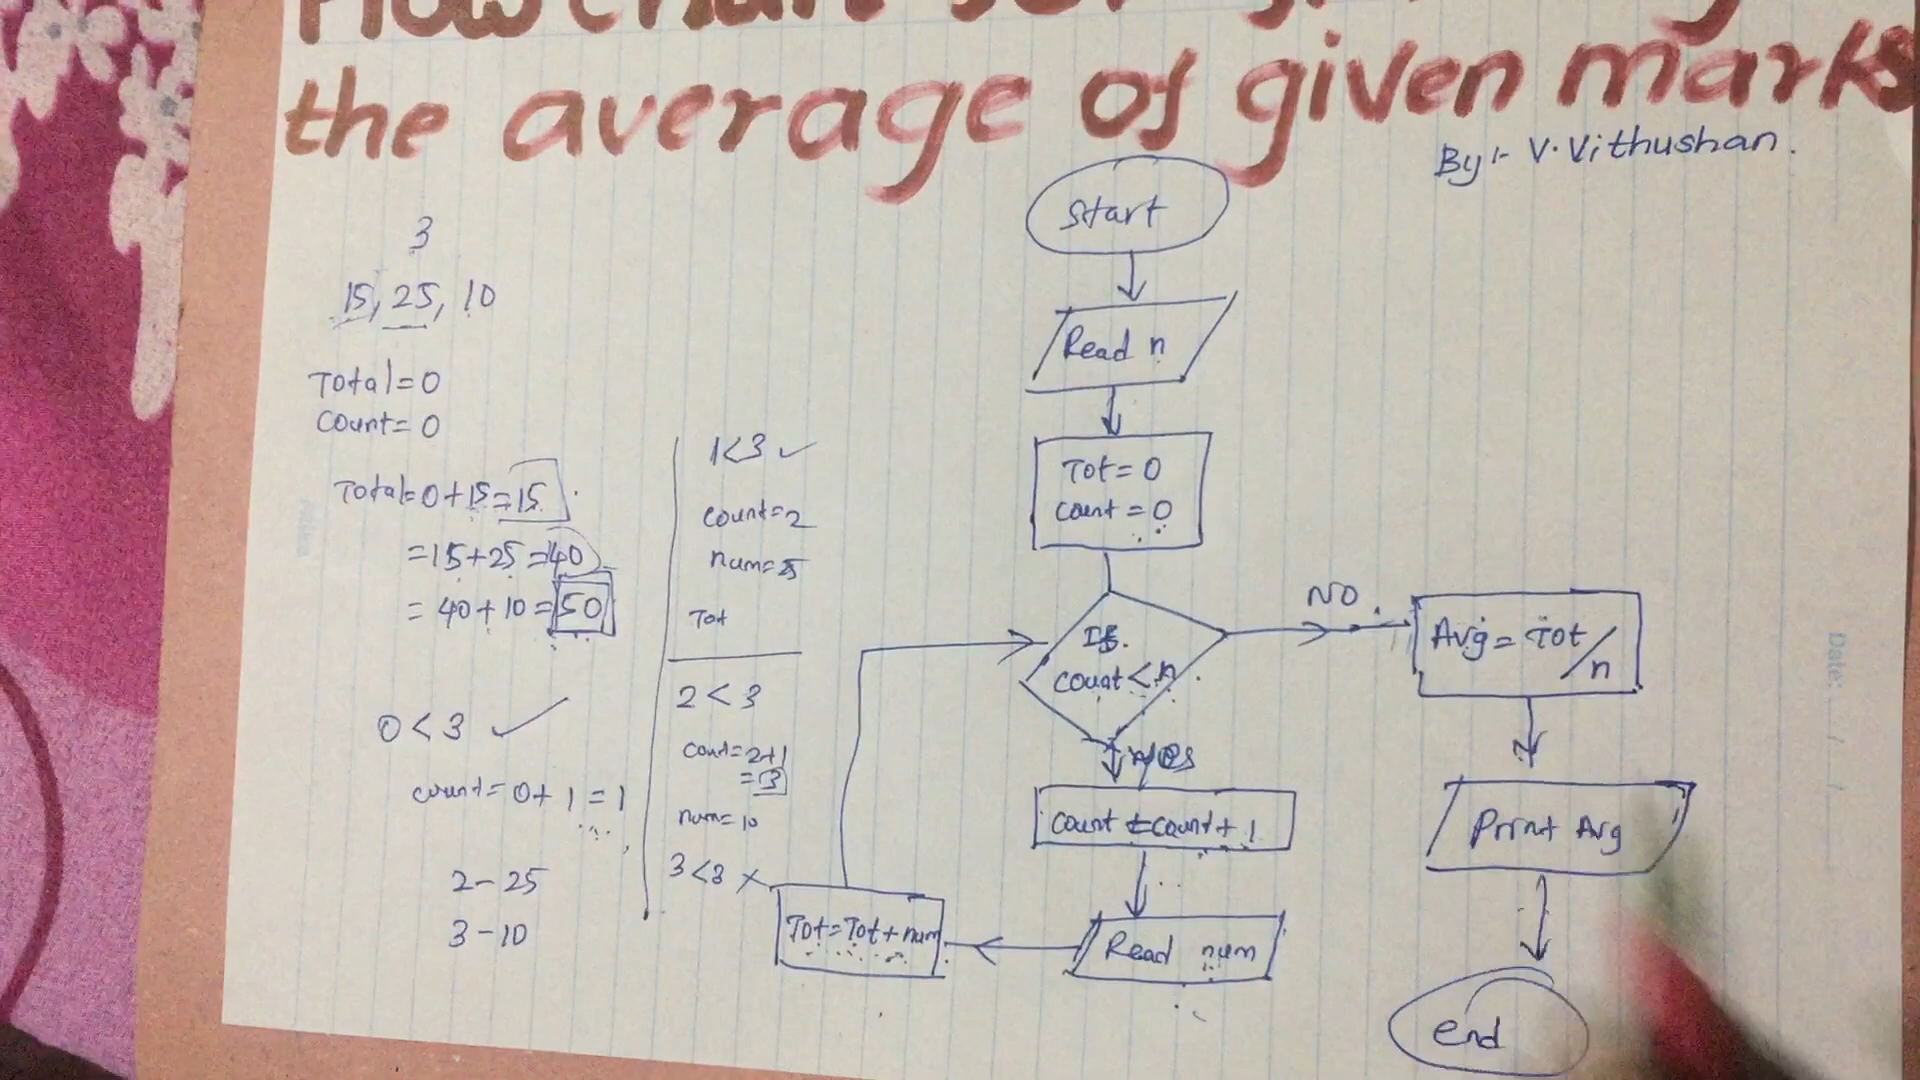 the average of given marks
By:- V. Vithushan.
3
15, 25, 10
Total=0
Count=0
Total=0+15=15
=15+25=40
=40+10=50
0<3 ✓
count=0+1=1
2-25
3-10
1<3 ✓
count=2
Tot
2<3
count=2+1
=3
num=10
3<3 ×
Start
Read n
Tot=0
count=0
If
count<n
NO
Yes
count=count+1
Read num
Tot=Tot+num
Avg=Tot/n
Print Avg
end
Date: